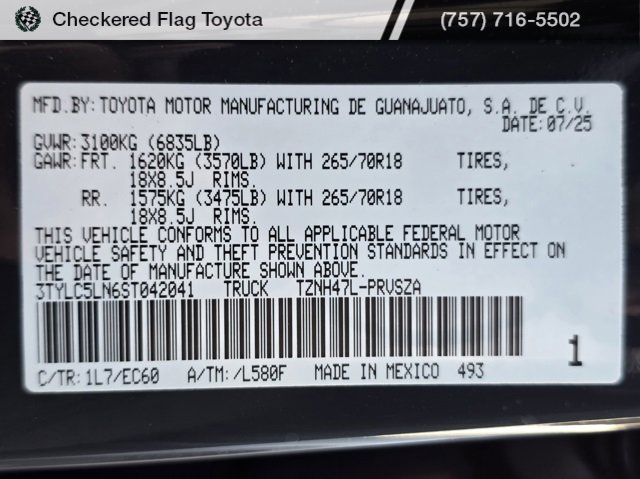 Checkered Flag Toyota
(757) 716-5502
MFD.BY: TOYOTA MOTOR MANUFACTURING DE GUANAJUATO, S.A. DE C.V.
DATE: 07/25
GVWR: 3100KG (6835LB)
GAWR: FRT. 1620KG (3570LB) WITH 265/70R18 TIRES,
18X8.5J RIMS.
RR. 1575KG (3475LB) WITH 265/70R18 TIRES,
18X8.5J RIMS.
THIS VEHICLE CONFORMS TO ALL APPLICABLE FEDERAL MOTOR
VEHICLE SAFETY AND THEFT PREVENTION STANDARDS IN EFFECT ON
THE DATE OF MANUFACTURE SHOWN ABOVE.
3TYLC5LN6ST042041 TRUCK TZNH47L-PRVSZA
1
C/TR: 1L7/EC60 A/TM: /L580F MADE IN MEXICO 493